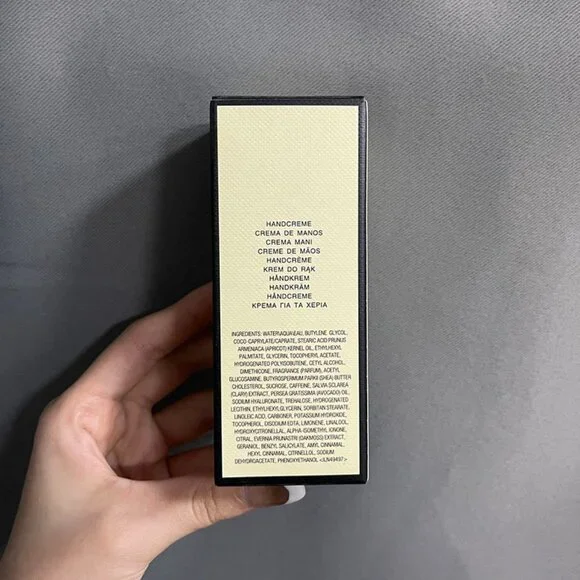 HANDCREME
CREMA DE MANOS
CREMA MANI
CREME DE MÃOS
HANDCRÈME
KREM DO RĄK
HÅNDKREM
HANDKRÄM
HÅNDCREME
ΚΡΕΜΑ ΓΙΑ ΤΑ ΧΕΡΙΑ
INGREDIENTS: WATER\AQUA\EAU, BUTYLENE GLYCOL,
COCO-CAPRYLATE/CAPRATE, STEARIC ACID PRUNUS
ARMENIACA (APRICOT) KERNEL OIL, ETHYLHEXYL
PALMITATE, GLYCERIN, TOCOPHERYL ACETATE,
HYDROGENATED POLYISOBUTENE, CETYL ALCOHOL,
DIMETHICONE, FRAGRANCE (PARFUM), ACETYL
GLUCOSAMINE, BUTYROSPERMUM PARKII (SHEA) BUTTER
CHOLESTEROL, SUCROSE, CAFFEINE, SALVIA SCLAREA
(CLARY) EXTRACT, PERSEA GRATISSIMA (AVOCADO) OIL,
SODIUM HYALURONATE, TREHALOSE, HYDROGENATED
LECITHIN, ETHYLHEXYLGLYCERIN, SORBITAN STEARATE,
LINOLEIC ACID, CARBOMER, POTASSIUM HYDROXIDE,
TOCOPHEROL, DISODIUM EDTA, LIMONENE, LINALOOL,
HYDROXYCITRONELLAL, ALPHA-ISOMETHYL IONONE,
CITRAL, EVERNIA PRUNASTRI (OAKMOSS) EXTRACT,
GERANIOL, BENZYL SALICYLATE, AMYL CINNAMAL,
HEXYL CINNAMAL, CITRONELLOL, SODIUM
DEHYDROACETATE, PHENOXYETHANOL <ILN49497>